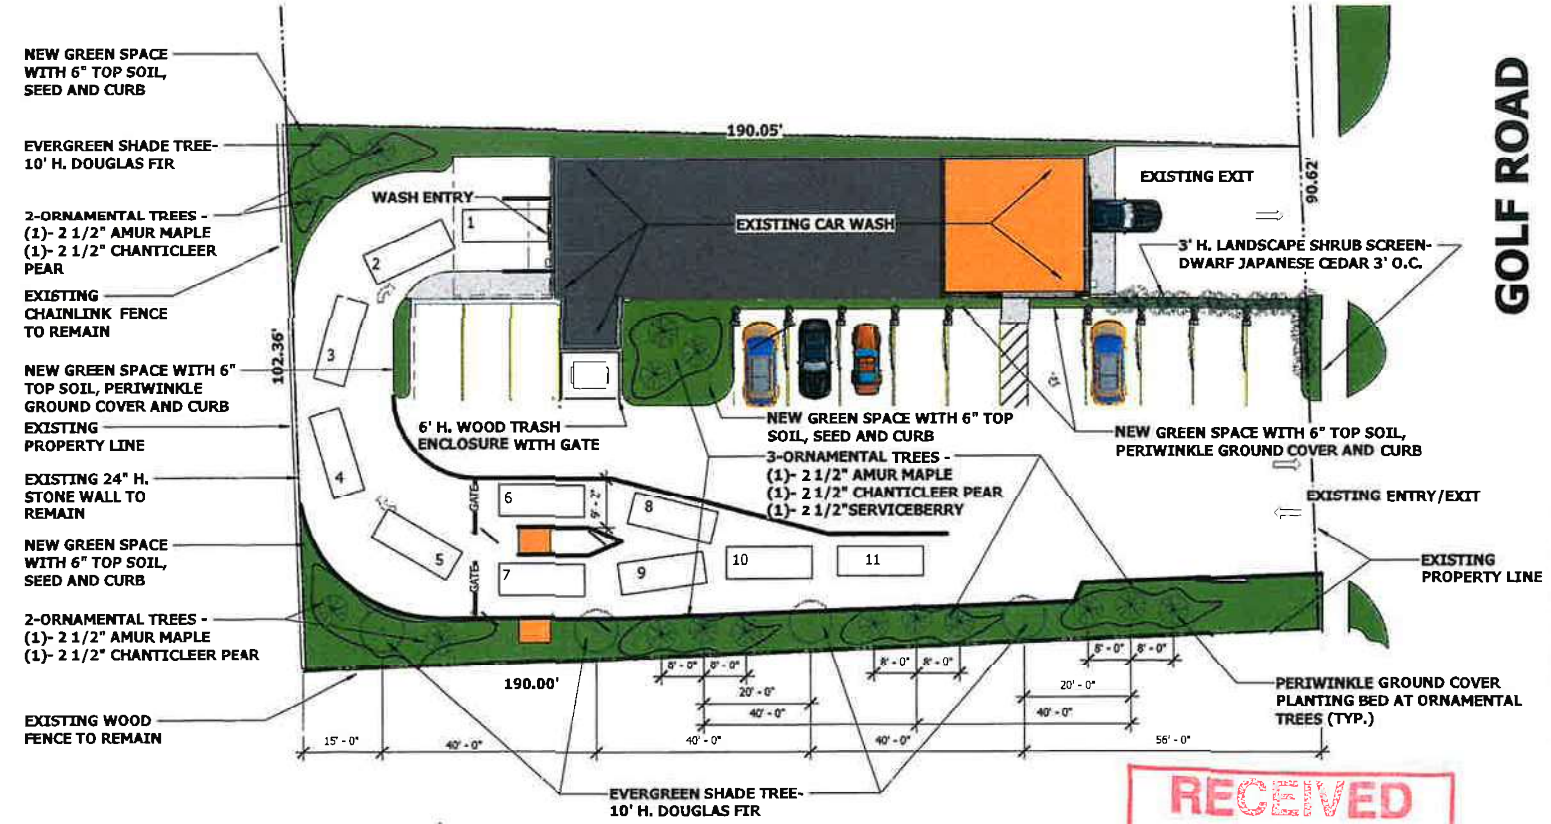 NEW GREEN SPACE
WITH 6" TOP SOIL,
SEED AND CURB
EVERGREEN SHADE TREE-
10' H. DOUGLAS FIR
2-ORNAMENTAL TREES -
(1)- 2 1/2" AMUR MAPLE
(1)- 2 1/2" CHANTICLEER
PEAR
EXISTING
CHAINLINK FENCE
TO REMAIN
NEW GREEN SPACE WITH 6"
TOP SOIL, PERIWINKLE
GROUND COVER AND CURB
EXISTING
PROPERTY LINE
EXISTING 24" H.
STONE WALL TO
REMAIN
NEW GREEN SPACE
WITH 6" TOP SOIL,
SEED AND CURB
2-ORNAMENTAL TREES -
(1)- 2 1/2" AMUR MAPLE
(1)- 2 1/2" CHANTICLEER PEAR
EXISTING WOOD
FENCE TO REMAIN
190.05'
102.36'
90.62'
190.00'
WASH ENTRY
EXISTING CAR WASH
EXISTING EXIT
3' H. LANDSCAPE SHRUB SCREEN-
DWARF JAPANESE CEDAR 3' O.C.
GOLF ROAD
1
2
3
4
5
6
7
8
9
10
11
GATE
GATE
9' - 2"
6' H. WOOD TRASH
ENCLOSURE WITH GATE
NEW GREEN SPACE WITH 6" TOP
SOIL, SEED AND CURB
3-ORNAMENTAL TREES -
(1)- 2 1/2" AMUR MAPLE
(1)- 2 1/2" CHANTICLEER PEAR
(1)- 2 1/2"SERVICEBERRY
NEW GREEN SPACE WITH 6" TOP SOIL,
PERIWINKLE GROUND COVER AND CURB
EXISTING ENTRY/EXIT
EXISTING
PROPERTY LINE
PERIWINKLE GROUND COVER
PLANTING BED AT ORNAMENTAL
TREES (TYP.)
8' - 0" 8' - 0"
8' - 0" 8' - 0"
8' - 0" 8' - 0"
20' - 0"
20' - 0"
40' - 0"
40' - 0"
15' - 0" 40' - 0" 40' - 0" 40' - 0" 56' - 0"
EVERGREEN SHADE TREE-
10' H. DOUGLAS FIR
RECEIVED